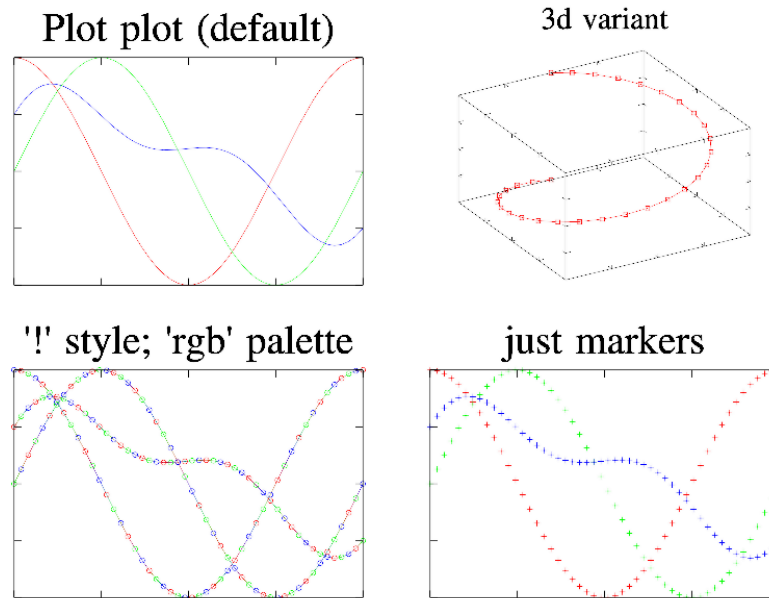 Plot plot (default)
3d variant
'!' style; 'rgb' palette
just markers